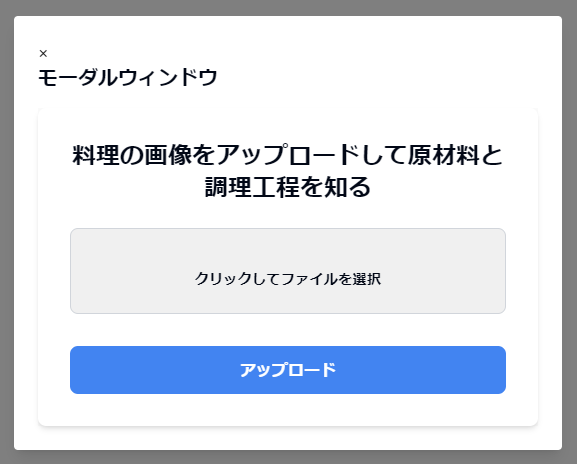 ×
モーダルウィンドウ
料理の画像をアップロードして原材料と
調理工程を知る
クリックしてファイルを選択
アップロード